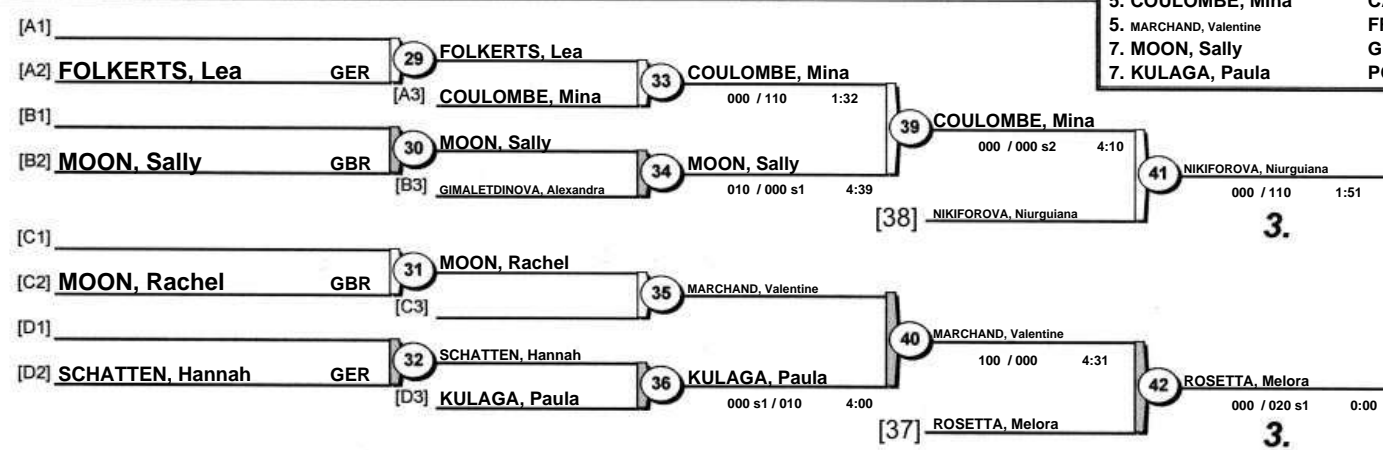 5. COULOMBE, Mina
5. MARCHAND, Valentine
7. MOON, Sally
7. KULAGA, Paula
[A1]
[A2] FOLKERTS, Lea GER
29
FOLKERTS, Lea
[A3] COULOMBE, Mina
33
COULOMBE, Mina
000 / 110 1:32
[B1]
[B2] MOON, Sally GBR
30
MOON, Sally
[B3] GIMALETDINOVA, Alexandra
34
MOON, Sally
010 / 000 s1 4:39
39
COULOMBE, Mina
000 / 000 s2 4:10
[38] NIKIFOROVA, Niurguiana
41
NIKIFOROVA, Niurguiana
000 / 110 1:51
3.
[C1]
[C2] MOON, Rachel GBR
31
MOON, Rachel
[C3]
35
MARCHAND, Valentine
[D1]
[D2] SCHATTEN, Hannah GER
32
SCHATTEN, Hannah
[D3] KULAGA, Paula
36
KULAGA, Paula
000 s1 / 010 4:00
40
MARCHAND, Valentine
100 / 000 4:31
[37] ROSETTA, Melora
42
ROSETTA, Melora
000 / 020 s1 0:00
3.